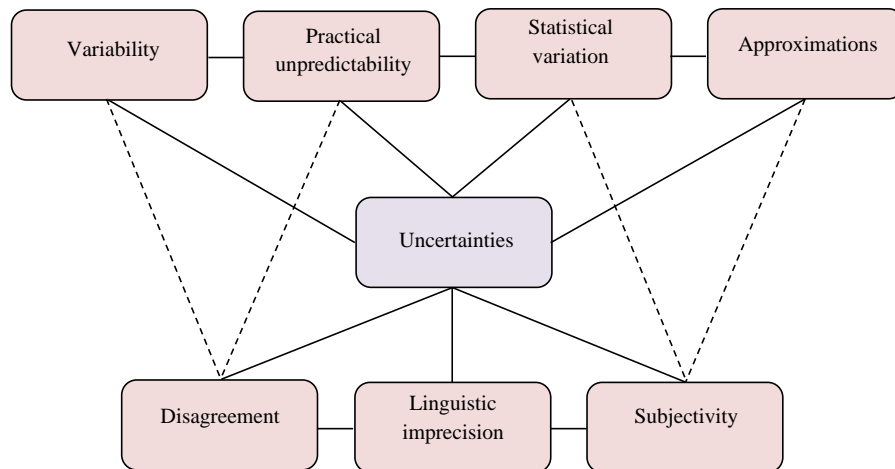 Variability
Practical
unpredictability
Statistical
variation
Approximations
Uncertainties
Disagreement
Linguistic
imprecision
Subjectivity